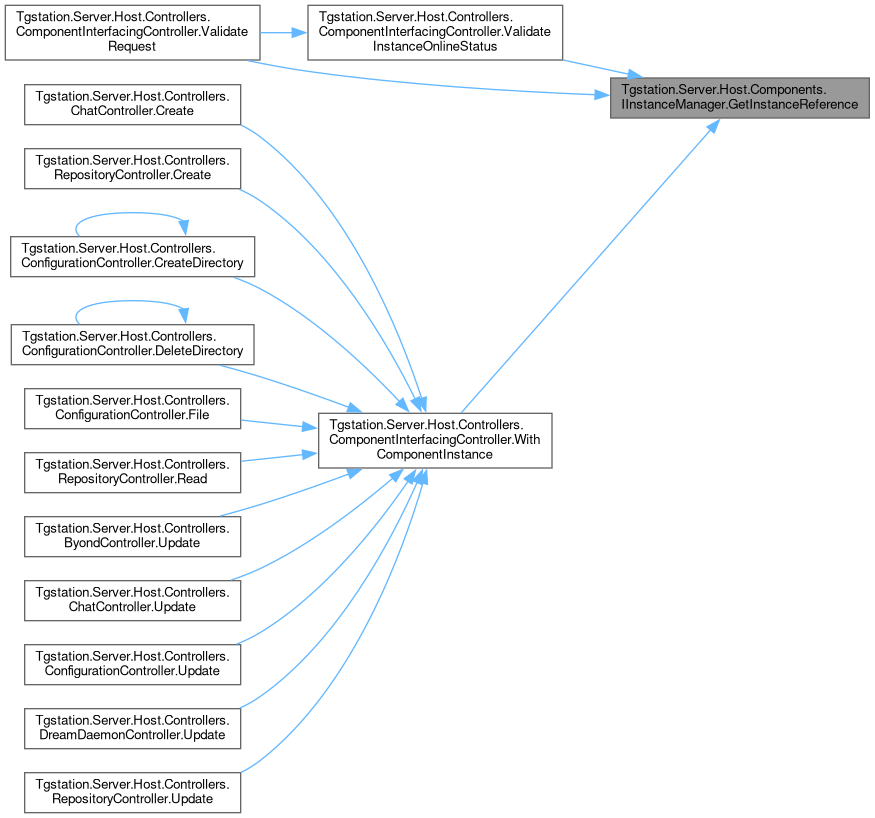 Tgstation.Server.Host.Controllers.
ComponentInterfacingController.Validate
Request
Tgstation.Server.Host.Controllers.
ComponentInterfacingController.Validate
InstanceOnlineStatus
Tgstation.Server.Host.Components.
IInstanceManager.GetInstanceReference
Tgstation.Server.Host.Controllers.
ChatController.Create
Tgstation.Server.Host.Controllers.
RepositoryController.Create
Tgstation.Server.Host.Controllers.
ConfigurationController.CreateDirectory
Tgstation.Server.Host.Controllers.
ConfigurationController.DeleteDirectory
Tgstation.Server.Host.Controllers.
ConfigurationController.File
Tgstation.Server.Host.Controllers.
ComponentInterfacingController.With
ComponentInstance
Tgstation.Server.Host.Controllers.
RepositoryController.Read
Tgstation.Server.Host.Controllers.
ByondController.Update
Tgstation.Server.Host.Controllers.
ChatController.Update
Tgstation.Server.Host.Controllers.
ConfigurationController.Update
Tgstation.Server.Host.Controllers.
DreamDaemonController.Update
Tgstation.Server.Host.Controllers.
RepositoryController.Update